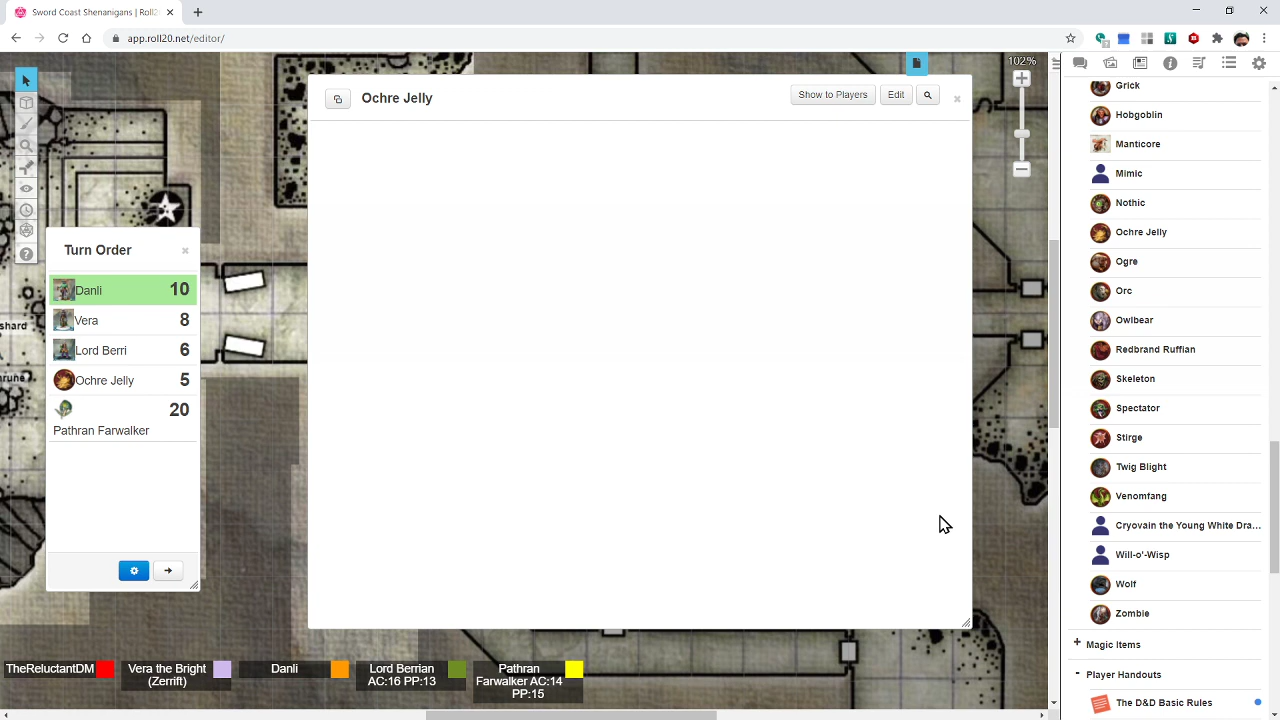 Sword Coast Shenanigans | Roll2
app.roll20.net/editor/
Ochre Jelly
Show to Players
Edit
102%
Turn Order
Danli 10
Vera 8
Lord Berri 6
Ochre Jelly 5
20
Pathran Farwalker
shard
TheReluctantDM
Vera the Bright
(Zerrift)
Danli
Lord Berrian
AC:16 PP:13
Pathran
Farwalker AC:14
PP:15
Grick
Hobgoblin
Manticore
Mimic
Nothic
Ochre Jelly
Ogre
Orc
Owlbear
Redbrand Ruffian
Skeleton
Spectator
Stirge
Twig Blight
Venomfang
Cryovain the Young White Dra...
Will-o'-Wisp
Wolf
Zombie
+ Magic Items
- Player Handouts
The D&D Basic Rules